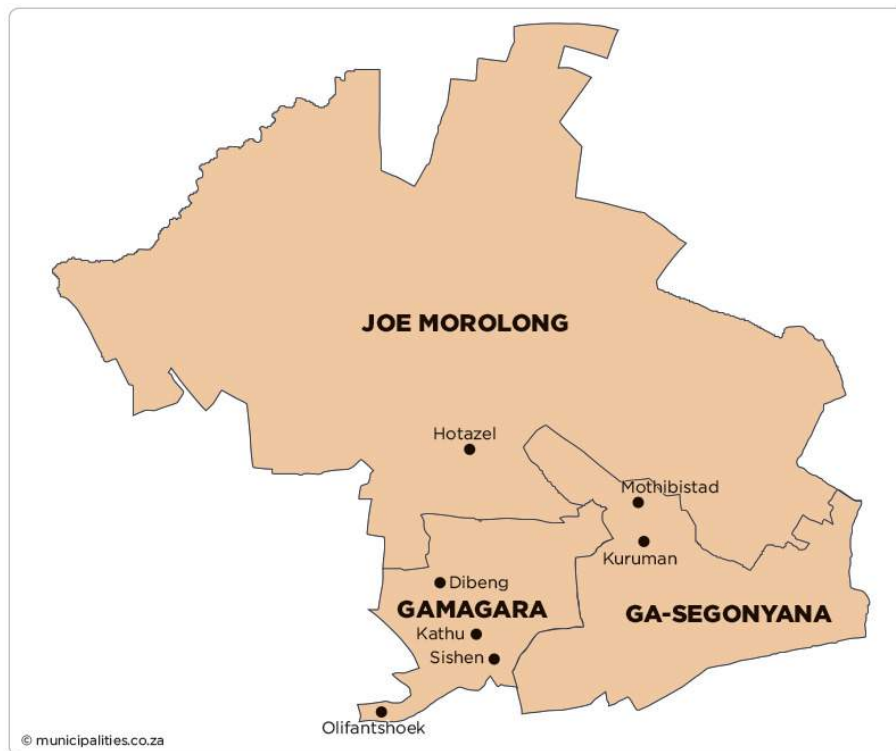 JOE MOROLONG
Hotazel
Mothibistad
Kuruman
Dibeng
GAMAGARA
GA-SEGONYANA
Kathu
Sishen
Olifantshoek
© municipalities.co.za